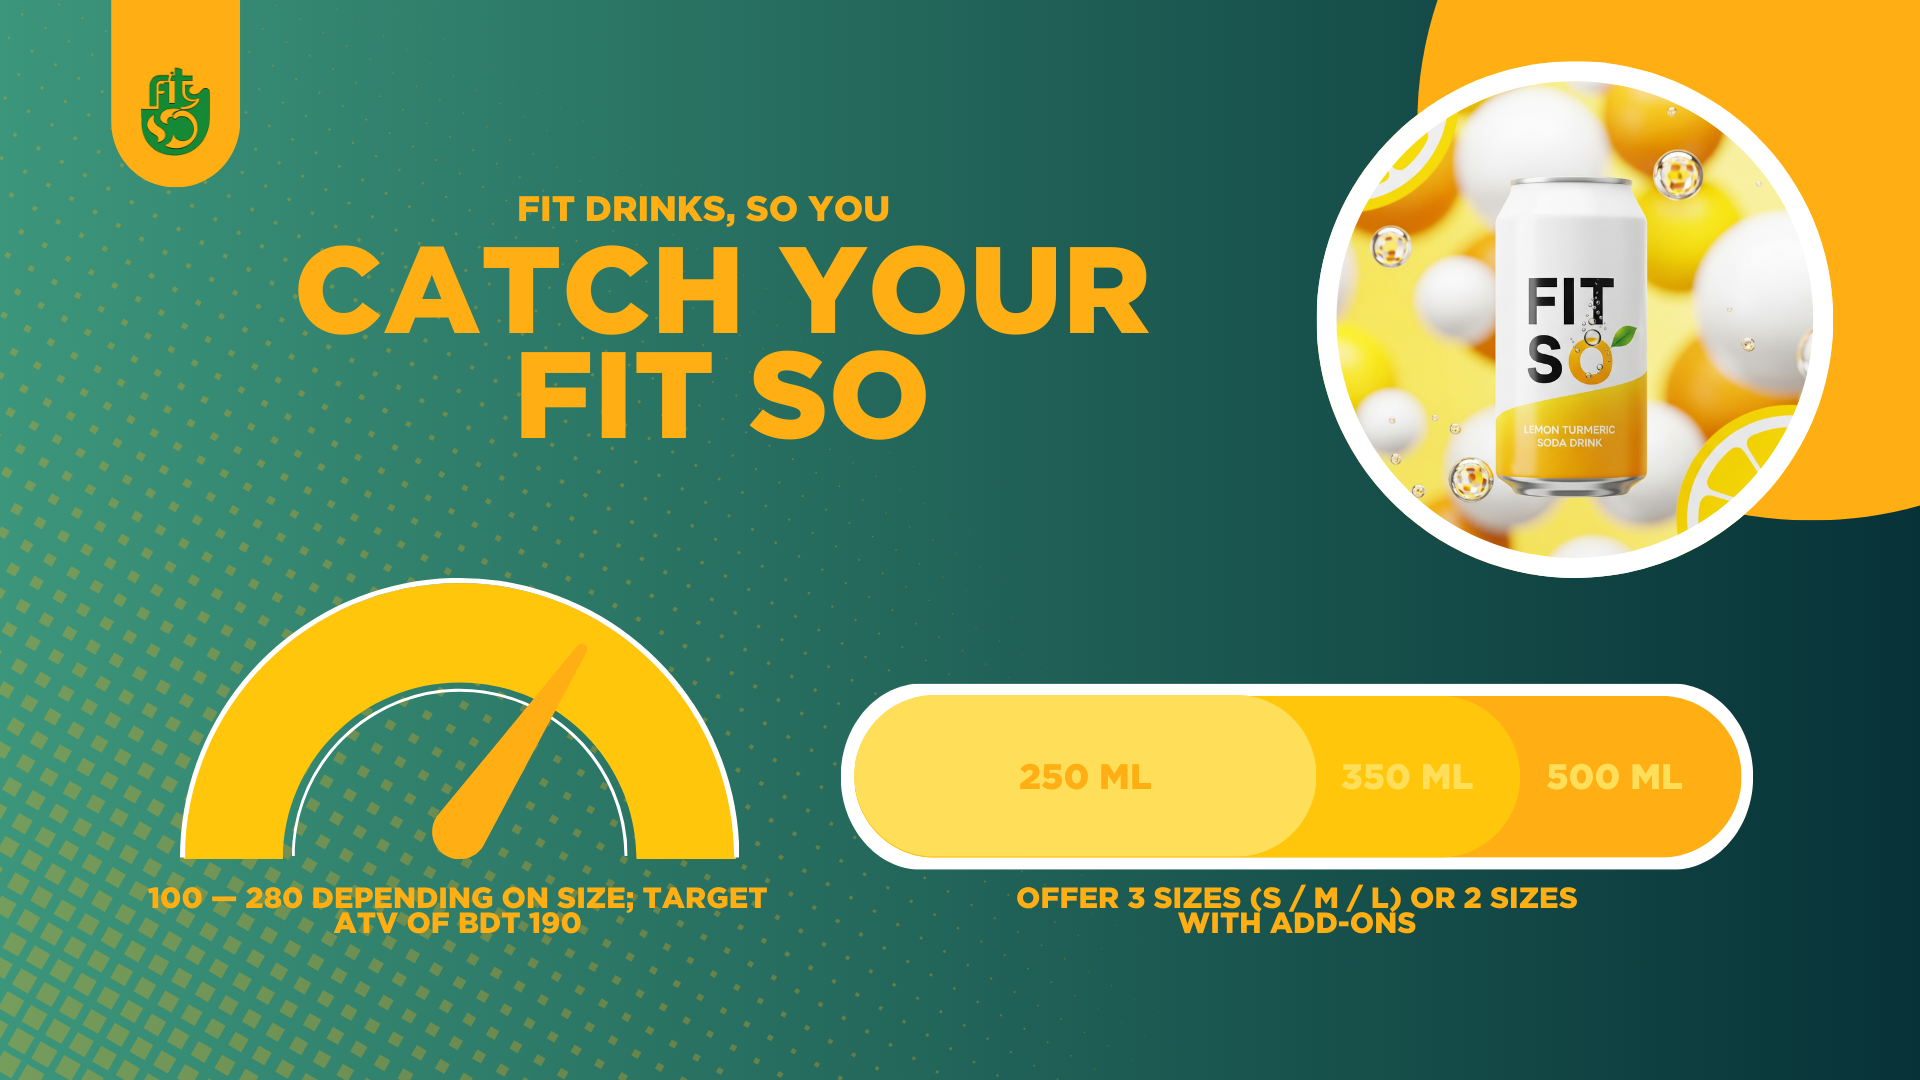 fit
so
FIT DRINKS, SO YOU
CATCH YOUR
FIT SO
FIT
SO
LEMON TURMERIC
SODA DRINK
250 ML
350 ML
500 ML
100 — 280 DEPENDING ON SIZE; TARGET
ATV OF BDT 190
OFFER 3 SIZES (S / M / L) OR 2 SIZES
WITH ADD-ONS